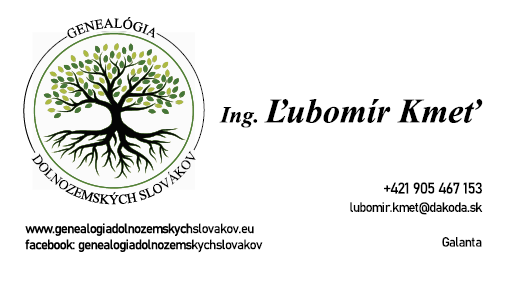 GENEALÓGIA
DOLNOZEMSKÝCH SLOVÁKOV
Ing. Ľubomír Kmeť
+421 905 467 153
lubomir.kmet@dakoda.sk
www.genealogiadolnozemskychslovakov.eu
facebook: genealogiadolnozemskychslovakov
Galanta